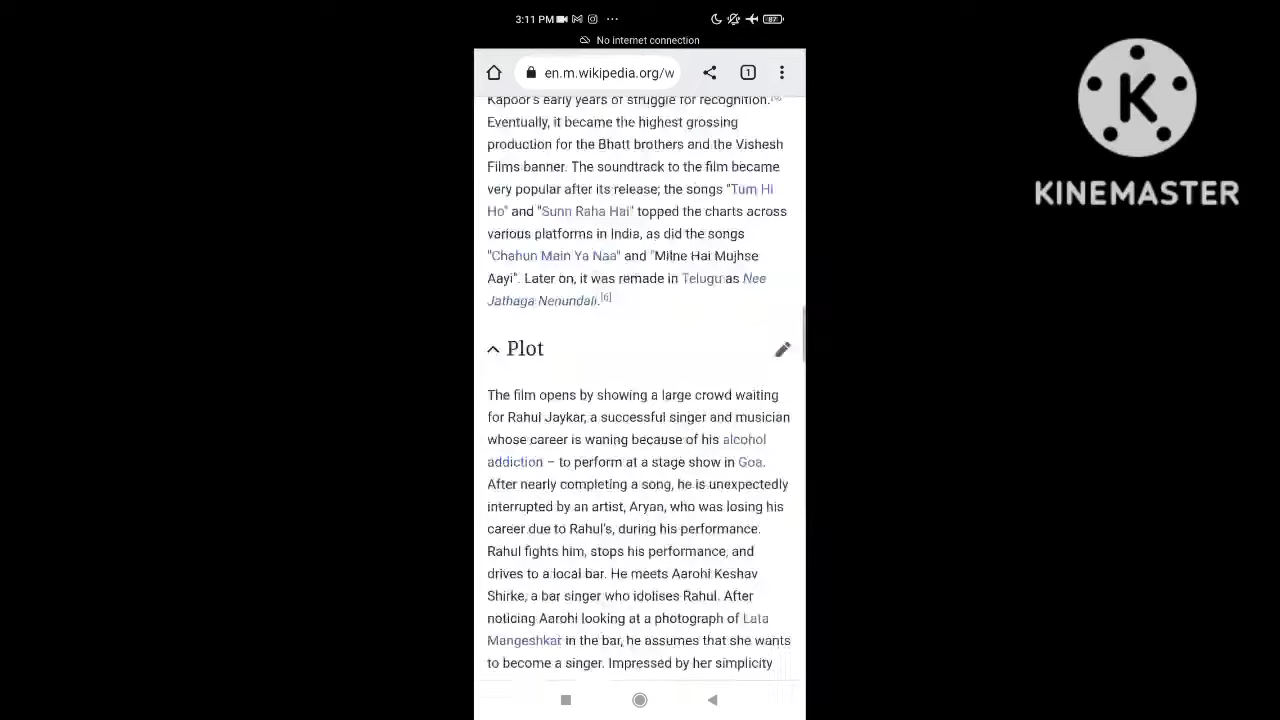 3:11 PM
87
No internet connection
en.m.wikipedia.org/w
1
Kapoor's early years of struggle for recognition.
Eventually, it became the highest grossing
production for the Bhatt brothers and the Vishesh
Films banner. The soundtrack to the film became
very popular after its release; the songs "Tum Hi
Ho" and "Sunn Raha Hai" topped the charts across
various platforms in India, as did the songs
"Chahun Main Ya Naa" and "Milne Hai Mujhse
Aayi". Later on, it was remade in Telugu as Nee
Jathaga Nenundali.[6]
Plot
The film opens by showing a large crowd waiting
for Rahul Jaykar, a successful singer and musician
whose career is waning because of his alcohol
addiction – to perform at a stage show in Goa.
After nearly completing a song, he is unexpectedly
interrupted by an artist, Aryan, who was losing his
career due to Rahul's, during his performance.
Rahul fights him, stops his performance, and
drives to a local bar. He meets Aarohi Keshav
Shirke, a bar singer who idolises Rahul. After
noticing Aarohi looking at a photograph of Lata
Mangeshkar in the bar, he assumes that she wants
to become a singer. Impressed by her simplicity
K
KINEMASTER